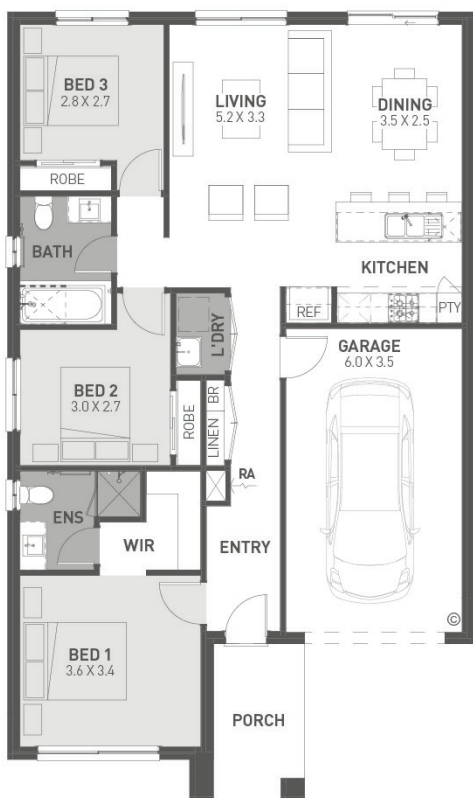 BED 3
2.8 X 2.7
LIVING
5.2 X 3.3
DINING
3.5 X 2.5
ROBE
BATH
KITCHEN
REF
PTY
L'DRY
GARAGE
6.0 X 3.5
BED 2
3.0 X 2.7
ROBE
LINEN
BR
RA
ENS
WIR
ENTRY
BED 1
3.6 X 3.4
©
PORCH